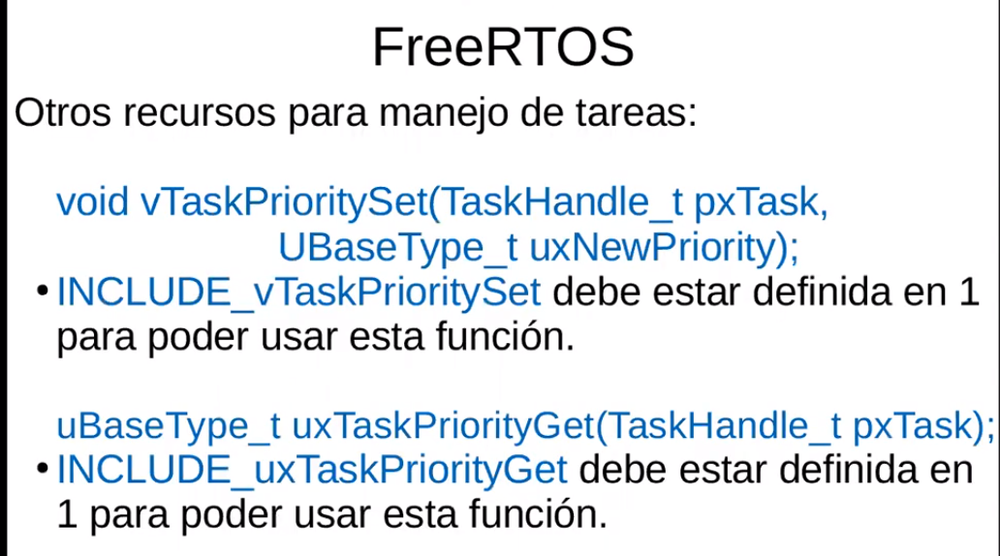 FreeRTOS
Otros recursos para manejo de tareas:
void vTaskPrioritySet(TaskHandle_t pxTask,
UBaseType_t uxNewPriority);
• INCLUDE_vTaskPrioritySet debe estar definida en 1
para poder usar esta función.
uBaseType_t uxTaskPriorityGet(TaskHandle_t pxTask);
• INCLUDE_uxTaskPriorityGet debe estar definida en
1 para poder usar esta función.